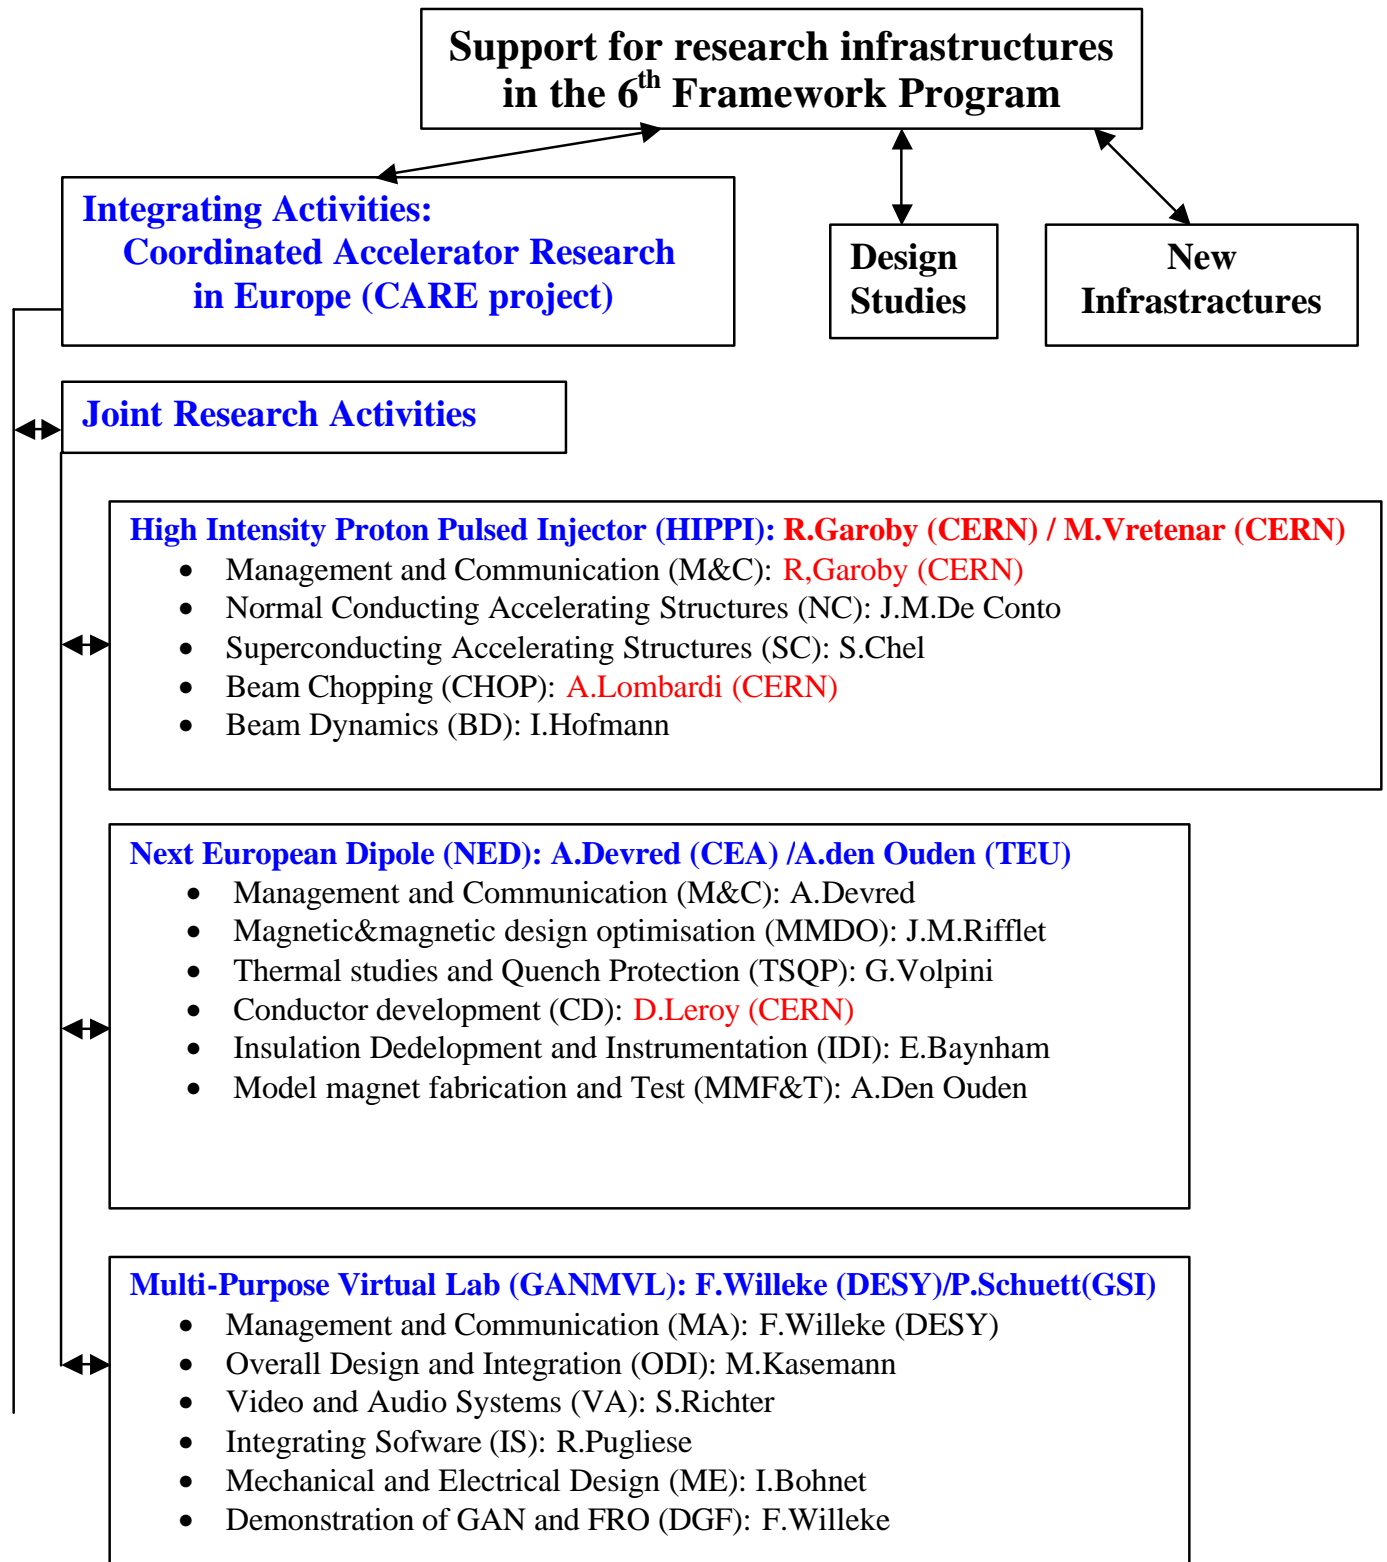 Support for research infrastructures
in the 6th Framework Program
Integrating Activities:
Coordinated Accelerator Research
in Europe (CARE project)
Design
Studies
New
Infrastractures
Joint Research Activities
High Intensity Proton Pulsed Injector (HIPPI): R.Garoby (CERN) / M.Vretenar (CERN)
• Management and Communication (M&C): R,Garoby (CERN)
• Normal Conducting Accelerating Structures (NC): J.M.De Conto
• Superconducting Accelerating Structures (SC): S.Chel
• Beam Chopping (CHOP): A.Lombardi (CERN)
• Beam Dynamics (BD): I.Hofmann
Next European Dipole (NED): A.Devred (CEA) /A.den Ouden (TEU)
• Management and Communication (M&C): A.Devred
• Magnetic&magnetic design optimisation (MMDO): J.M.Rifflet
• Thermal studies and Quench Protection (TSQP): G.Volpini
• Conductor development (CD): D.Leroy (CERN)
• Insulation Dedelopment and Instrumentation (IDI): E.Baynham
• Model magnet fabrication and Test (MMF&T): A.Den Ouden
Multi-Purpose Virtual Lab (GANMVL): F.Willeke (DESY)/P.Schuett(GSI)
• Management and Communication (MA): F.Willeke (DESY)
• Overall Design and Integration (ODI): M.Kasemann
• Video and Audio Systems (VA): S.Richter
• Integrating Sofware (IS): R.Pugliese
• Mechanical and Electrical Design (ME): I.Bohnet
• Demonstration of GAN and FRO (DGF): F.Willeke